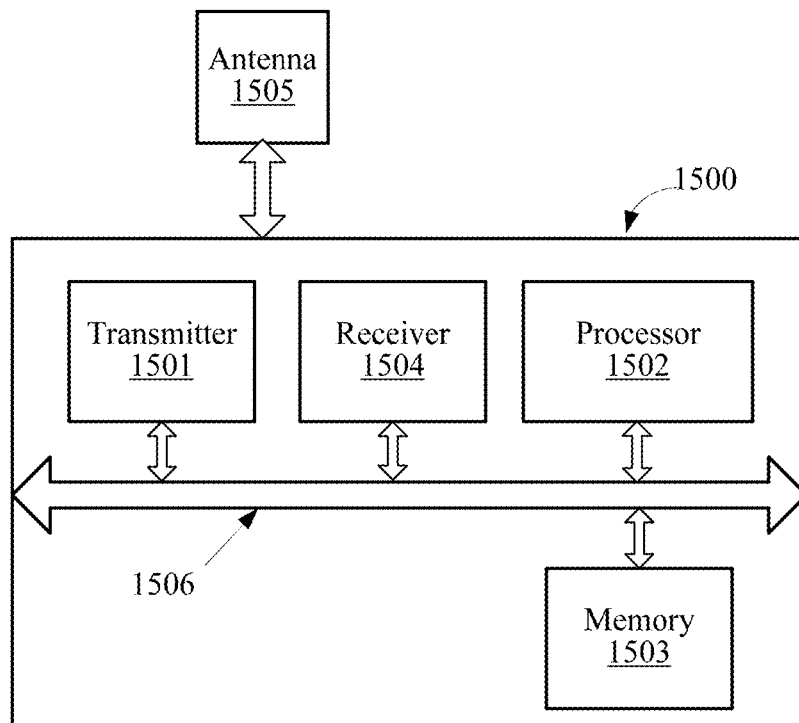 Antenna
1505
1500
Transmitter
1501
Receiver
1504
Processor
1502
1506
Memory
1503